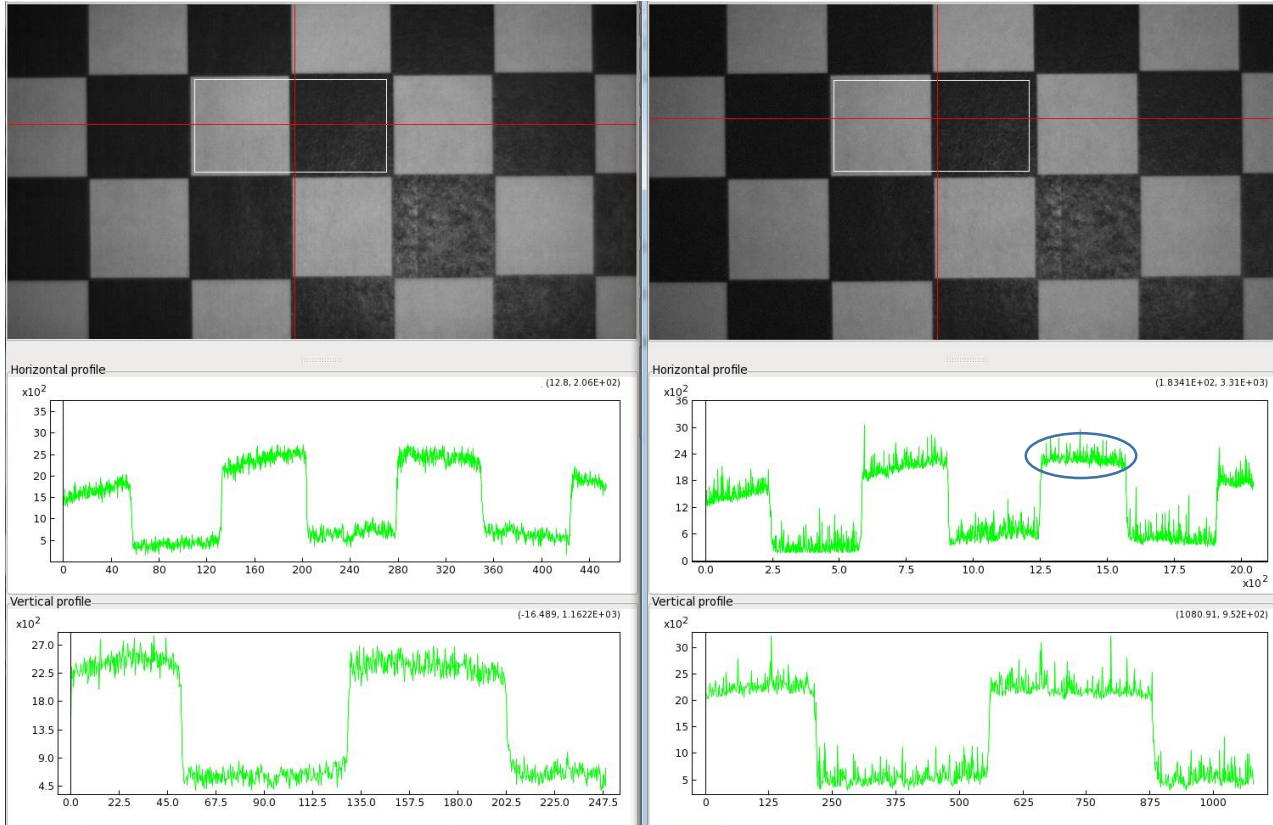 Horizontal profile
(12.8, 2.06E+02)
x10²
35
30
25
20
15
10
5
0 40 80 120 160 200 240 280 320 360 400 440
Vertical profile
(-16.489, 1.1622E+03)
x10²
27.0
22.5
18.0
13.5
9.0
4.5
0.0 22.5 45.0 67.5 90.0 112.5 135.0 157.5 180.0 202.5 225.0 247.5
Horizontal profile
(1.8341E+02, 3.31E+03)
x10²
36
30
24
18
12
6
0
0.0 2.5 5.0 7.5 10.0 12.5 15.0 17.5 20.0
x10²
Vertical profile
(1080.91, 9.52E+02)
x10²
30
25
20
15
10
5
0 125 250 375 500 625 750 875 1000